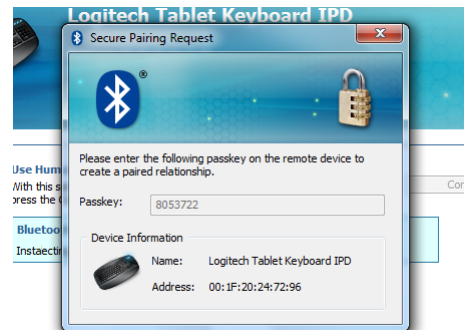 Logitech Tablet Keyboard IPD
Secure Pairing Request
Please enter the following passkey on the remote device to
create a paired relationship.
Passkey: 8053722
Device Information
Name: Logitech Tablet Keyboard IPD
Address: 00:1F:20:24:72:96
Use Hum
With this s
press the
Con
Bluetoo
Instaectin